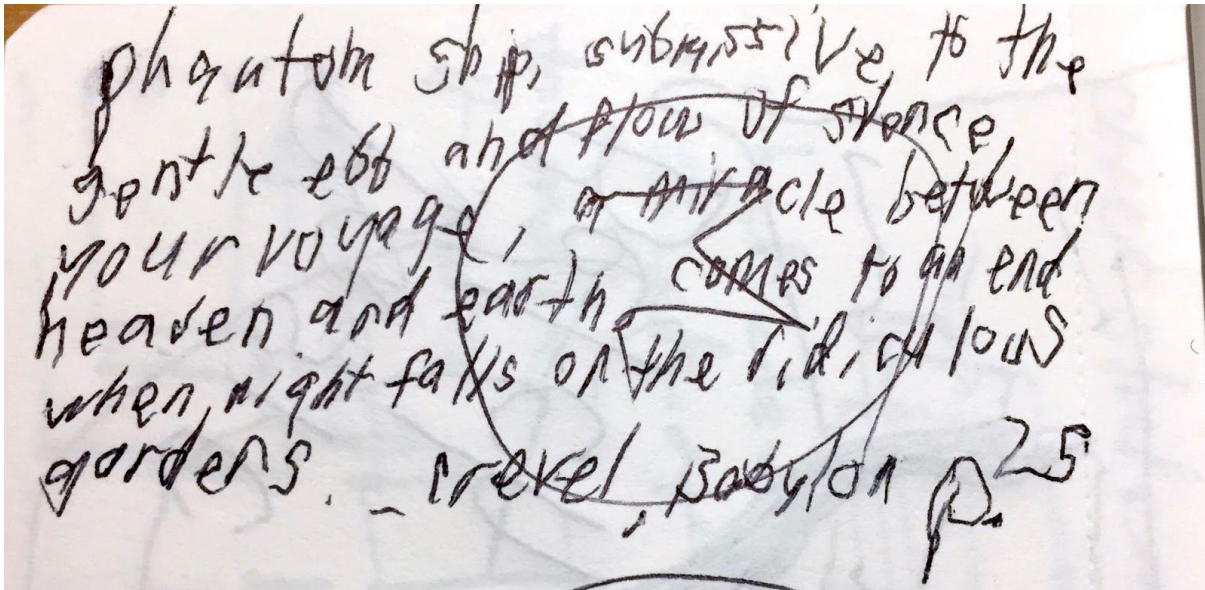 phantom ship, submissive, to the
gentle ebb and flow of silence,
your voyage, a miracle between
heaven and earth, comes to an end
when, night falls on the ridiculous
gardens. _ crevel, Babylon p.25